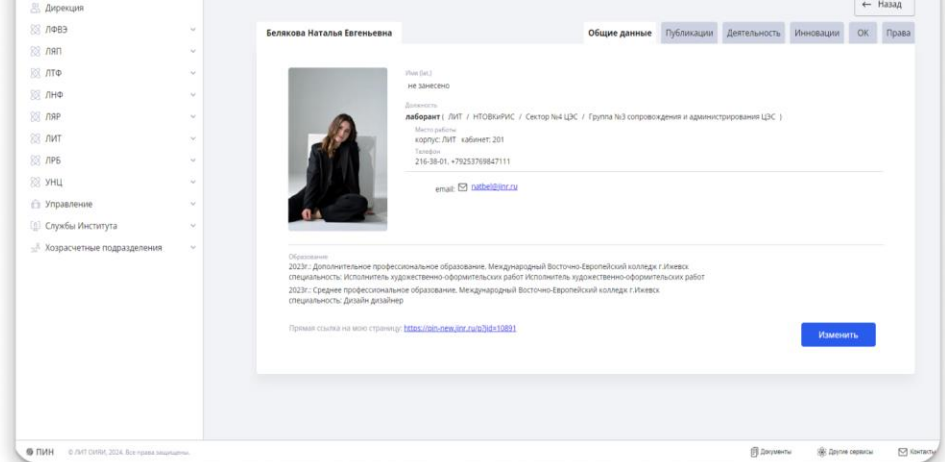 Дирекция
← Назад
ЛФВЭ
ЛЯП
ЛТФ
ЛНФ
ЛЯР
ЛИТ
ЛРБ
УНЦ
Управление
Службы Института
Хозрасчетные подразделения
Белякова Наталья Евгеньевна
Общие данные Публикации Деятельность Инновации ОК Права
Имя (lat.)
не занесено
Должность
лаборант ( ЛИТ / НТОВКиРИС / Сектор №4 ЦЭС / Группа №3 сопровождения и администрирования ЦЭС )
Место работы
корпус: ЛИТ кабинет: 201
Телефон
216-38-01, +79253769847111
email: natbel@jinr.ru
Образование
2023г.: Дополнительное профессиональное образование. Международный Восточно-Европейский колледж г.Ижевск
специальность: Исполнитель художественно-оформительских работ Исполнитель художественно-оформительских работ
2023г.: Среднее профессиональное образование. Международный Восточно-Европейский колледж г.Ижевск
специальность: Дизайн дизайнер
Прямая ссылка на мою страницу: https://pin-new.jinr.ru/p?jid=10891
Изменить
ПИН © ЛИТ ОИЯИ, 2024. Все права защищены.
Документы Другие сервисы Контакты